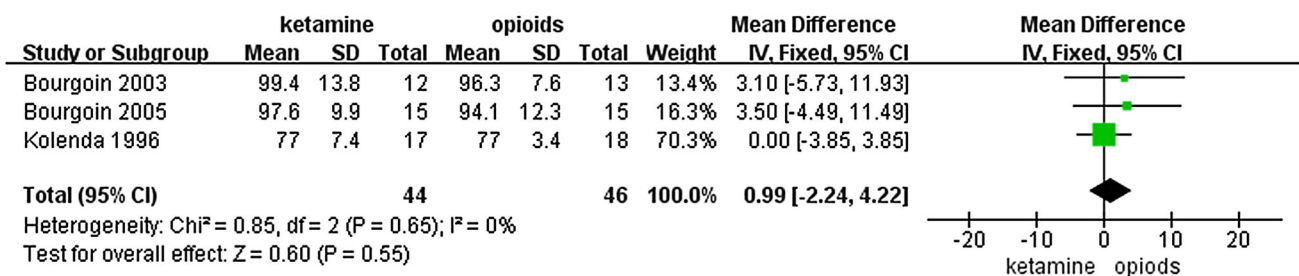 ketamine opioids Mean Difference Mean Difference
Study or Subgroup Mean SD Total Mean SD Total Weight IV, Fixed, 95% CI IV, Fixed, 95% CI
Bourgoin 2003 99.4 13.8 12 96.3 7.6 13 13.4% 3.10 [-5.73, 11.93]
Bourgoin 2005 97.6 9.9 15 94.1 12.3 15 16.3% 3.50 [-4.49, 11.49]
Kolenda 1996 77 7.4 17 77 3.4 18 70.3% 0.00 [-3.85, 3.85]
Total (95% CI) 44 46 100.0% 0.99 [-2.24, 4.22]
Heterogeneity: Chi² = 0.85, df = 2 (P = 0.65); I² = 0%
Test for overall effect: Z = 0.60 (P = 0.55)
-20 -10 0 10 20
ketamine opiods